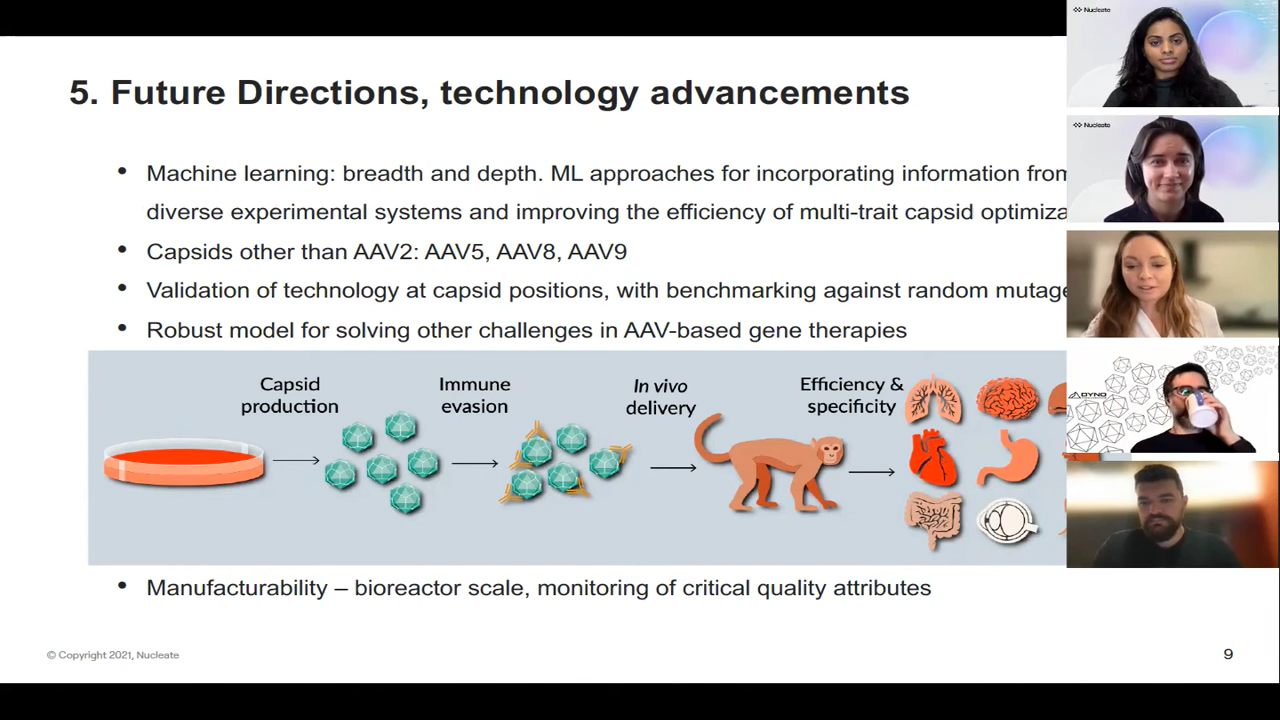 5. Future Directions, technology advancements
• Machine learning: breadth and depth. ML approaches for incorporating information from
diverse experimental systems and improving the efficiency of multi-trait capsid optimiza
• Capsids other than AAV2: AAV5, AAV8, AAV9
• Validation of technology at capsid positions, with benchmarking against random mutage
• Robust model for solving other challenges in AAV-based gene therapies
Capsid
production
Immune
evasion
In vivo
delivery
Efficiency &
specificity
• Manufacturability – bioreactor scale, monitoring of critical quality attributes
© Copyright 2021, Nucleate
9
Nucleate
Nucleate
DYNO